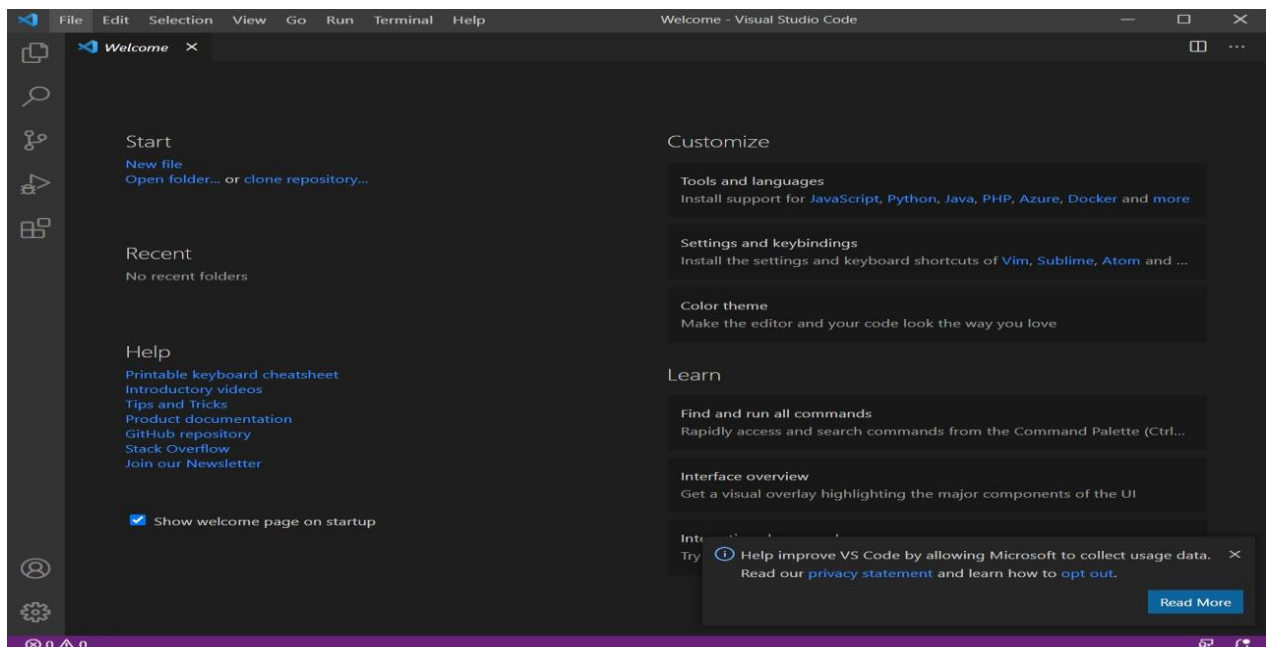 File Edit Selection View Go Run Terminal Help
Welcome - Visual Studio Code
Welcome
Start
New file
Open folder... or clone repository...
Recent
No recent folders
Help
Printable keyboard cheatsheet
Introductory videos
Tips and Tricks
Product documentation
GitHub repository
Stack Overflow
Join our Newsletter
Show welcome page on startup
Customize
Tools and languages
Install support for JavaScript, Python, Java, PHP, Azure, Docker and more
Settings and keybindings
Install the settings and keyboard shortcuts of Vim, Sublime, Atom and ...
Color theme
Make the editor and your code look the way you love
Learn
Find and run all commands
Rapidly access and search commands from the Command Palette (Ctrl...
Interface overview
Get a visual overlay highlighting the major components of the UI
Try
Help improve VS Code by allowing Microsoft to collect usage data.
Read our privacy statement and learn how to opt out.
Read More
0 0